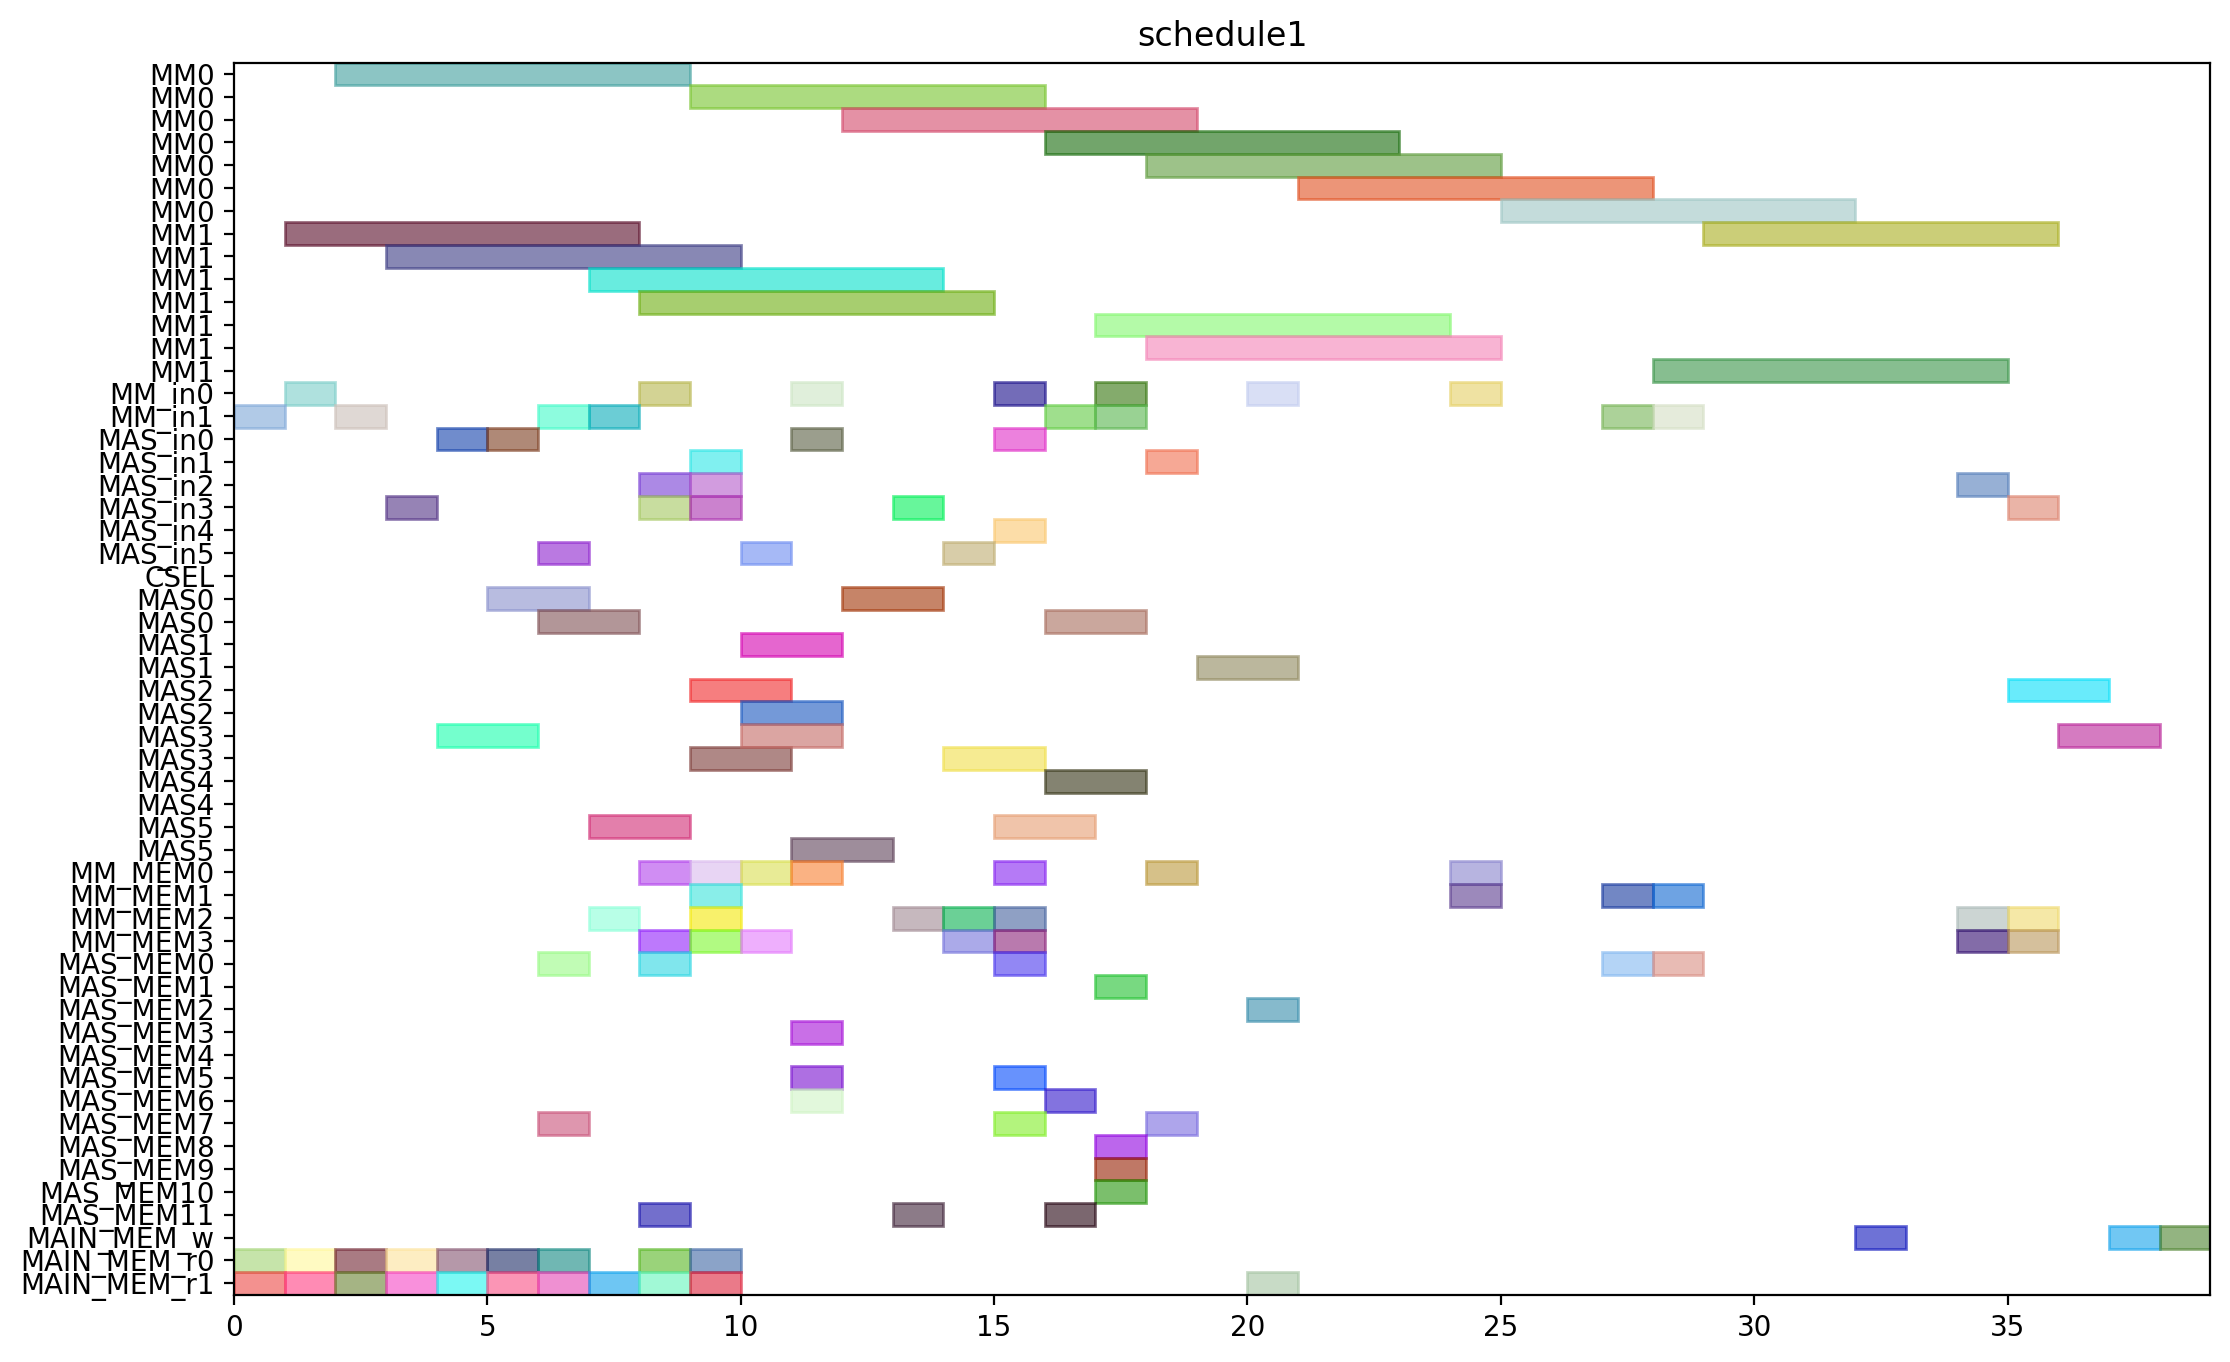 schedule1
MM0
MM0
MM0
MM0
MM0
MM0
MM0
MM1
MM1
MM1
MM1
MM1
MM1
MM1
MM_in0
MM_in1
MAS_in0
MAS_in1
MAS_in2
MAS_in3
MAS_in4
MAS_in5
CSEL
MAS0
MAS0
MAS1
MAS1
MAS2
MAS2
MAS3
MAS3
MAS4
MAS4
MAS5
MAS5
MM_MEM0
MM_MEM1
MM_MEM2
MM_MEM3
MAS_MEM0
MAS_MEM1
MAS_MEM2
MAS_MEM3
MAS_MEM4
MAS_MEM5
MAS_MEM6
MAS_MEM7
MAS_MEM8
MAS_MEM9
MAS_MEM10
MAS_MEM11
MAIN_MEM_w
MAIN_MEM_r0
MAIN_MEM_r1
0 5 10 15 20 25 30 35